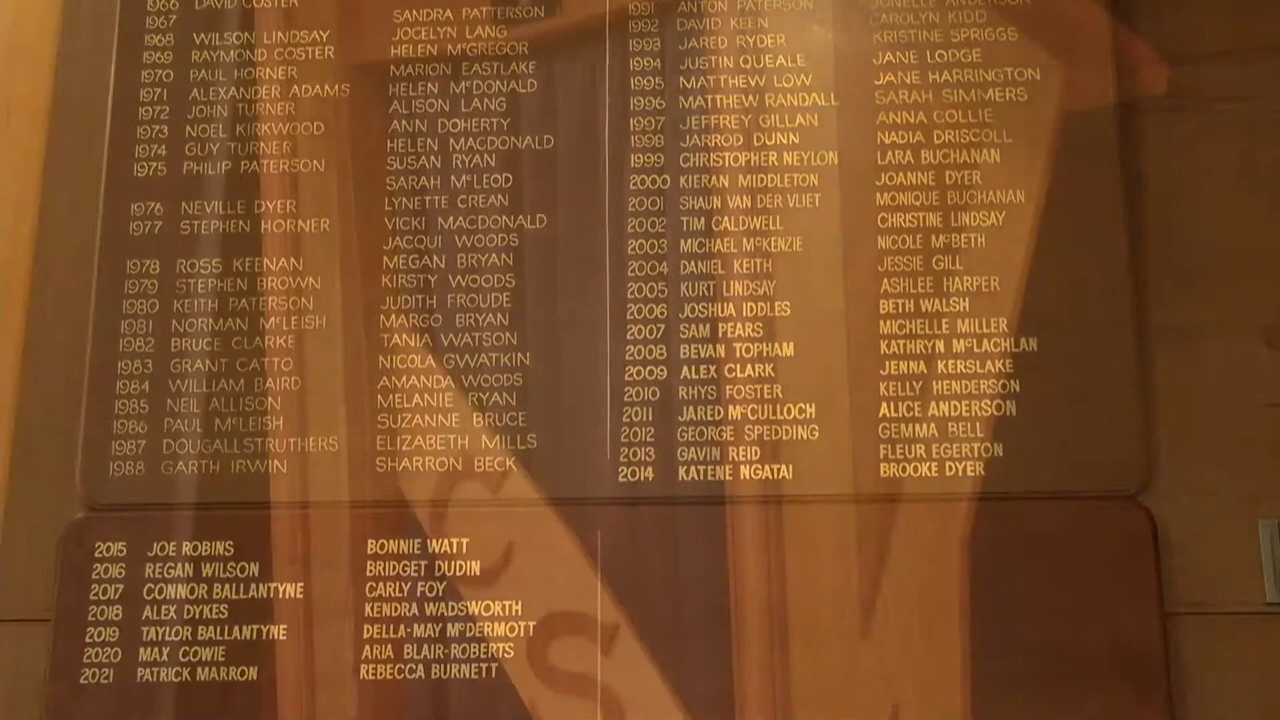 1966 DAVID COSTER
1967 SANDRA PATTERSON
JOCELYN LANG
1968 WILSON LINDSAY HELEN McGREGOR
1969 RAYMOND COSTER MARION EASTLAKE
1970 PAUL HORNER HELEN McDONALD
1971 ALEXANDER ADAMS ALISON LANG
1972 JOHN TURNER ANN DOHERTY
1973 NOEL KIRKWOOD HELEN MACDONALD
1974 GUY TURNER SUSAN RYAN
1975 PHILIP PATERSON SARAH McLEOD
LYNETTE CREAN
1976 NEVILLE DYER VICKI MACDONALD
1977 STEPHEN HORNER JACQUI WOODS
MEGAN BRYAN
1978 ROSS KEENAN KIRSTY WOODS
1979 STEPHEN BROWN JUDITH FROUDE
1980 KEITH PATERSON MARGO BRYAN
1981 NORMAN McLEISH TANIA WATSON
1982 BRUCE CLARKE NICOLA GWATKIN
1983 GRANT CATTO AMANDA WOODS
1984 WILLIAM BAIRD MELANIE RYAN
1985 NEIL ALLISON SUZANNE BRUCE
1986 PAUL McLEISH
1987 DOUGALL STRUTHERS ELIZABETH MILLS
1988 GARTH IRWIN SHARRON BECK
1991 ANTON PATERSON JONELLE ANDERSON
1992 DAVID KEEN CAROLYN KIDD
1993 JARED RYDER KRISTINE SPRIGGS
1994 JUSTIN QUEALE JANE LODGE
1995 MATTHEW LOW JANE HARRINGTON
1996 MATTHEW RANDALL SARAH SIMMERS
1997 JEFFREY GILLAN ANNA COLLIE
1998 JARROD DUNN NADIA DRISCOLL
1999 CHRISTOPHER NEYLON LARA BUCHANAN
2000 KIERAN MIDDLETON JOANNE DYER
2001 SHAUN VAN DER VLIET MONIQUE BUCHANAN
2002 TIM CALDWELL CHRISTINE LINDSAY
2003 MICHAEL McKENZIE NICOLE McBETH
2004 DANIEL KEITH JESSIE GILL
2005 KURT LINDSAY ASHLEE HARPER
2006 JOSHUA IDDLES BETH WALSH
2007 SAM PEARS MICHELLE MILLER
2008 BEVAN TOPHAM KATHRYN McLACHLAN
2009 ALEX CLARK JENNA KERSLAKE
2010 RHYS FOSTER KELLY HENDERSON
2011 JARED McCULLOCH ALICE ANDERSON
2012 GEORGE SPEDDING GEMMA BELL
2013 GAVIN REID FLEUR EGERTON
2014 KATENE NGATAI BROOKE DYER
2015 JOE ROBINS BONNIE WATT
2016 REGAN WILSON BRIDGET DUDIN
2017 CONNOR BALLANTYNE CARLY FOY
2018 ALEX DYKES KENDRA WADSWORTH
2019 TAYLOR BALLANTYNE DELLA-MAY McDERMOTT
2020 MAX COWIE ARIA BLAIR-ROBERTS
2021 PATRICK MARRON REBECCA BURNETT